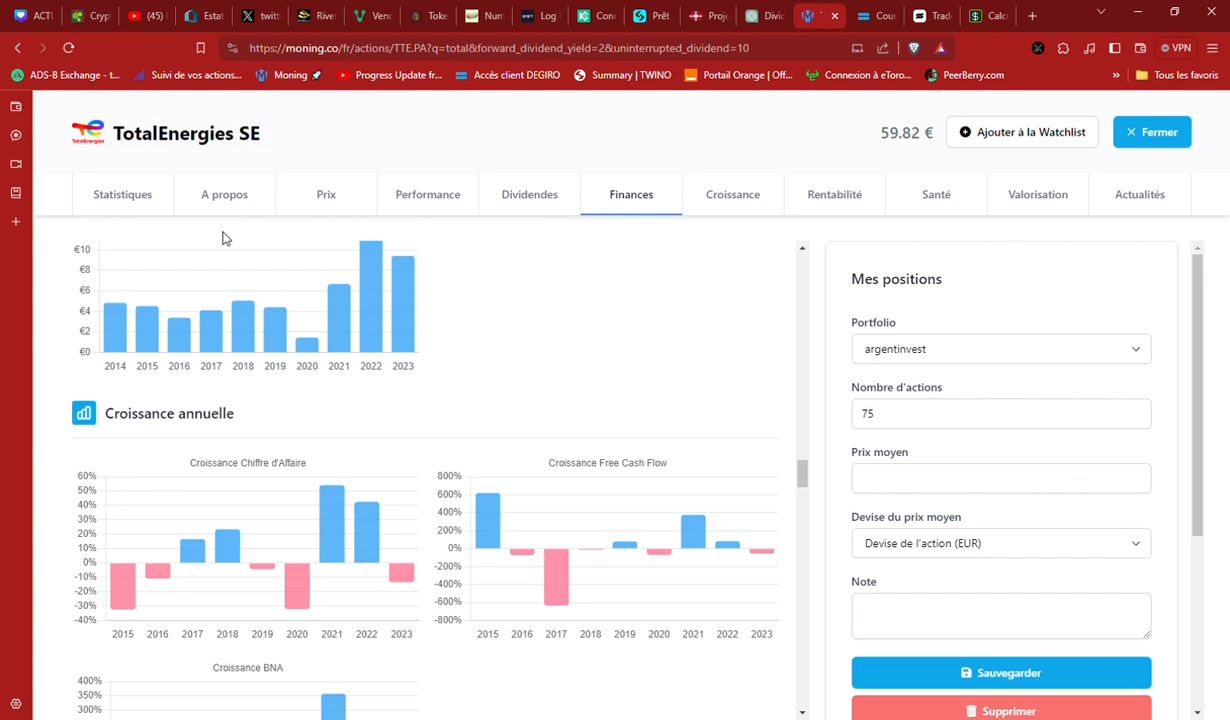 ACTU
Cryp
(45)
Estat
twitt
River
Venc
Toke
Num
Log
Coni
Prêt
Proje
Divic
Cour
Trade
Calcu
https://moning.co/fr/actions/TTE.PA?q=total&forward_dividend_yield=2&uninterrupted_dividend=10
VPN
ADS-B Exchange - t...
Suivi de vos actions...
Moning 🚀
Progress Update fr...
Accès client DEGIRO
Summary | TWINO
Portail Orange | Off...
Connexion à eToro...
PeerBerry.com
»
Tous les favoris
TotalEnergies
TotalEnergies SE
59.82 €
Ajouter à la Watchlist
Fermer
Statistiques
A propos
Prix
Performance
Dividendes
Finances
Croissance
Rentabilité
Santé
Valorisation
Actualités
€10
€8
€6
€4
€2
€0
2014 2015 2016 2017 2018 2019 2020 2021 2022 2023
Croissance annuelle
Croissance Chiffre d'Affaire
60%
50%
40%
30%
20%
10%
0%
-10%
-20%
-30%
-40%
2015 2016 2017 2018 2019 2020 2021 2022 2023
Croissance Free Cash Flow
800%
600%
400%
200%
0%
-200%
-400%
-600%
-800%
2015 2016 2017 2018 2019 2020 2021 2022 2023
Croissance BNA
400%
350%
300%
Mes positions
Portfolio
argentinvest
Nombre d'actions
75
Prix moyen
Devise du prix moyen
Devise de l'action (EUR)
Note
Sauvegarder
Supprimer